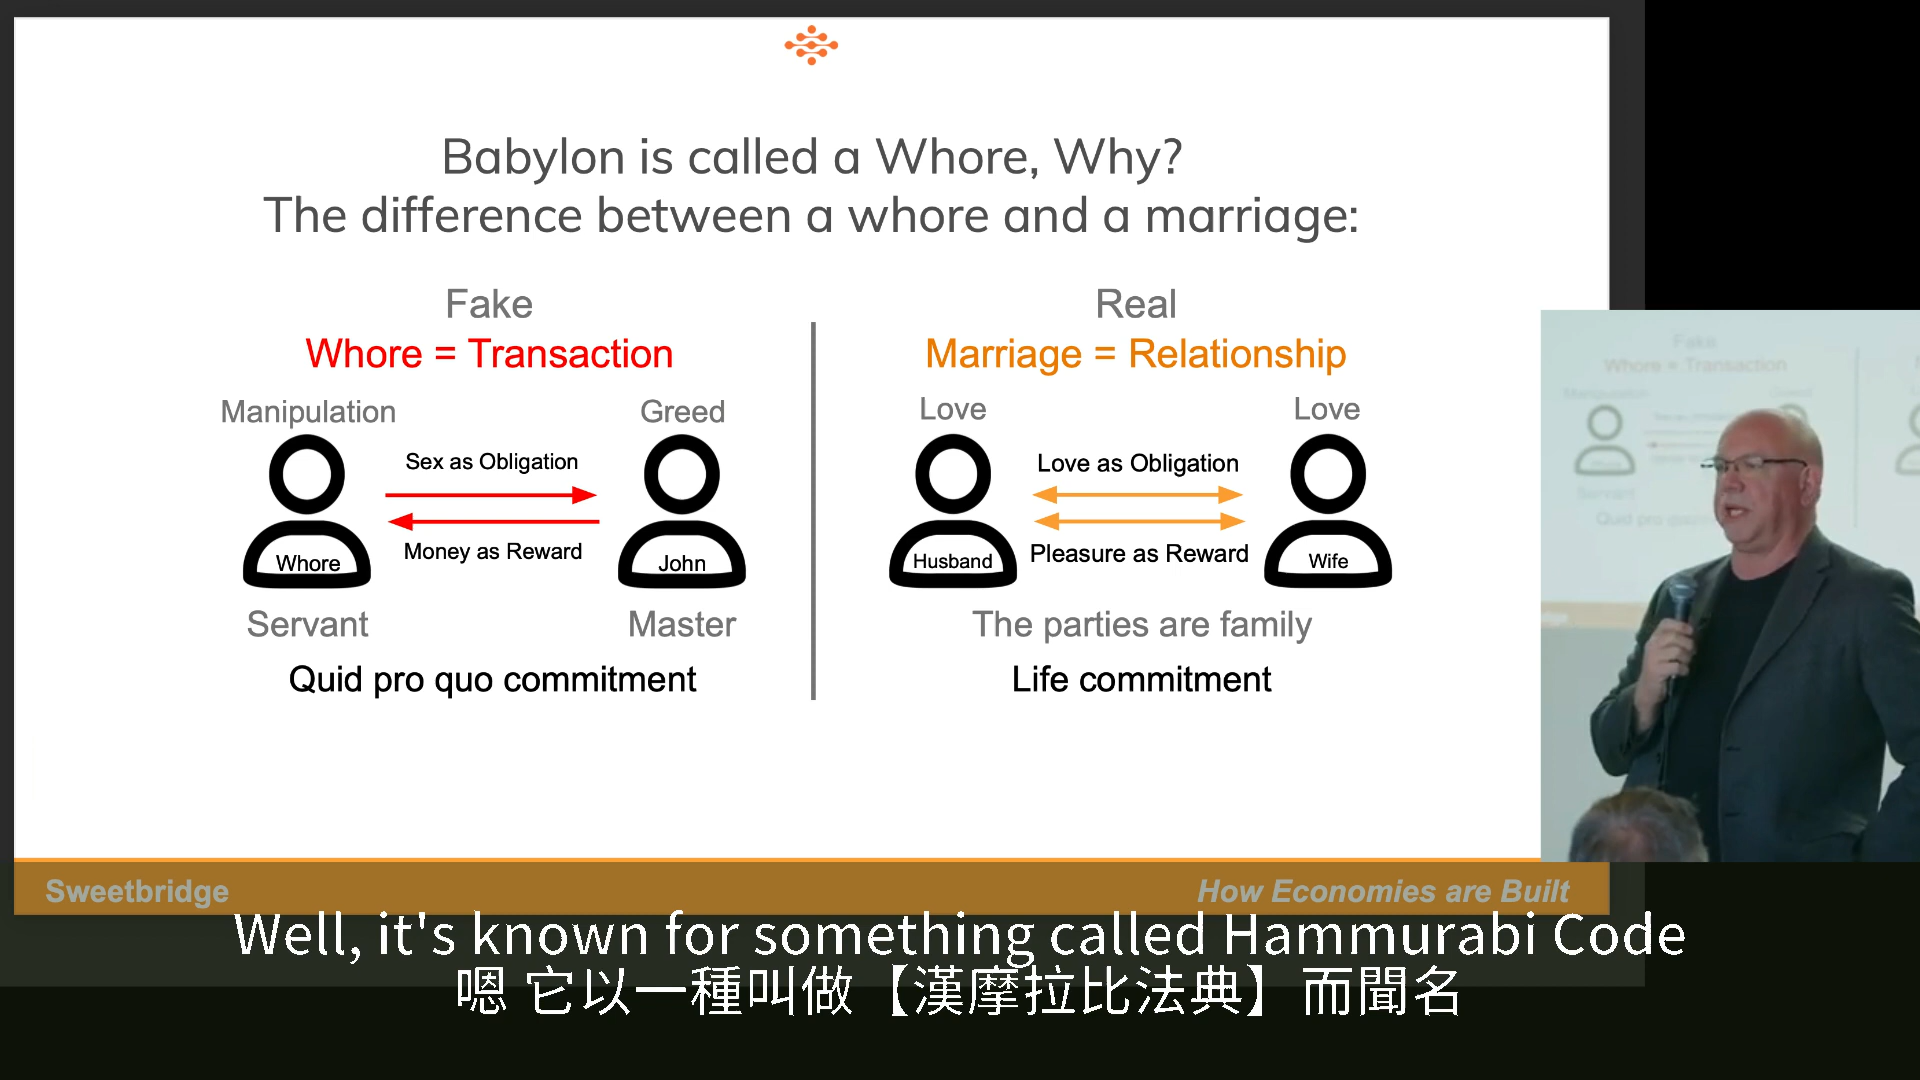 Babylon is called a Whore, Why?
The difference between a whore and a marriage:
Fake
Whore = Transaction
Manipulation
Greed
Sex as Obligation
Money as Reward
Whore
John
Servant
Master
Quid pro quo commitment
Real
Marriage = Relationship
Love
Love
Love as Obligation
Pleasure as Reward
Husband
Wife
The parties are family
Life commitment
Fake
Whore = Transaction
Servant
Sweetbridge
How Economies are Built
Well, it's known for something called Hammurabi Code
嗯 它以一種叫做【漢摩拉比法典】而聞名